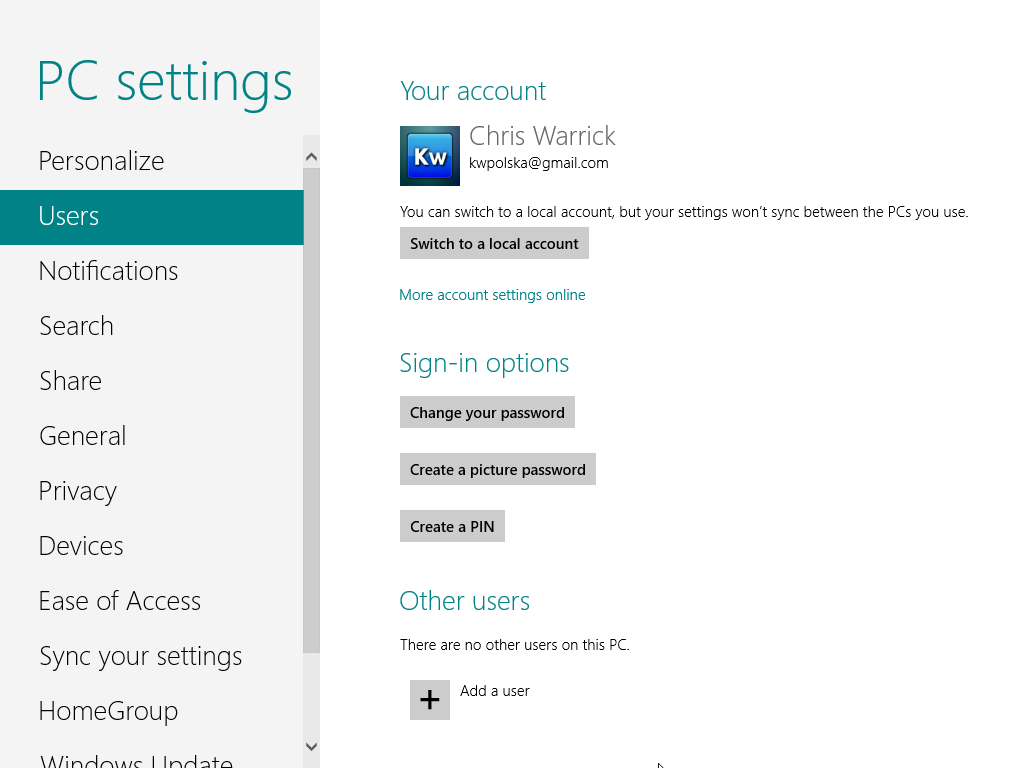 PC settings
Personalize
Users
Notifications
Search
Share
General
Privacy
Devices
Ease of Access
Sync your settings
HomeGroup
Windows Update
Your account
Kw
Chris Warrick
kwpolska@gmail.com
You can switch to a local account, but your settings won’t sync between the PCs you use.
Switch to a local account
More account settings online
Sign-in options
Change your password
Create a picture password
Create a PIN
Other users
There are no other users on this PC.
Add a user